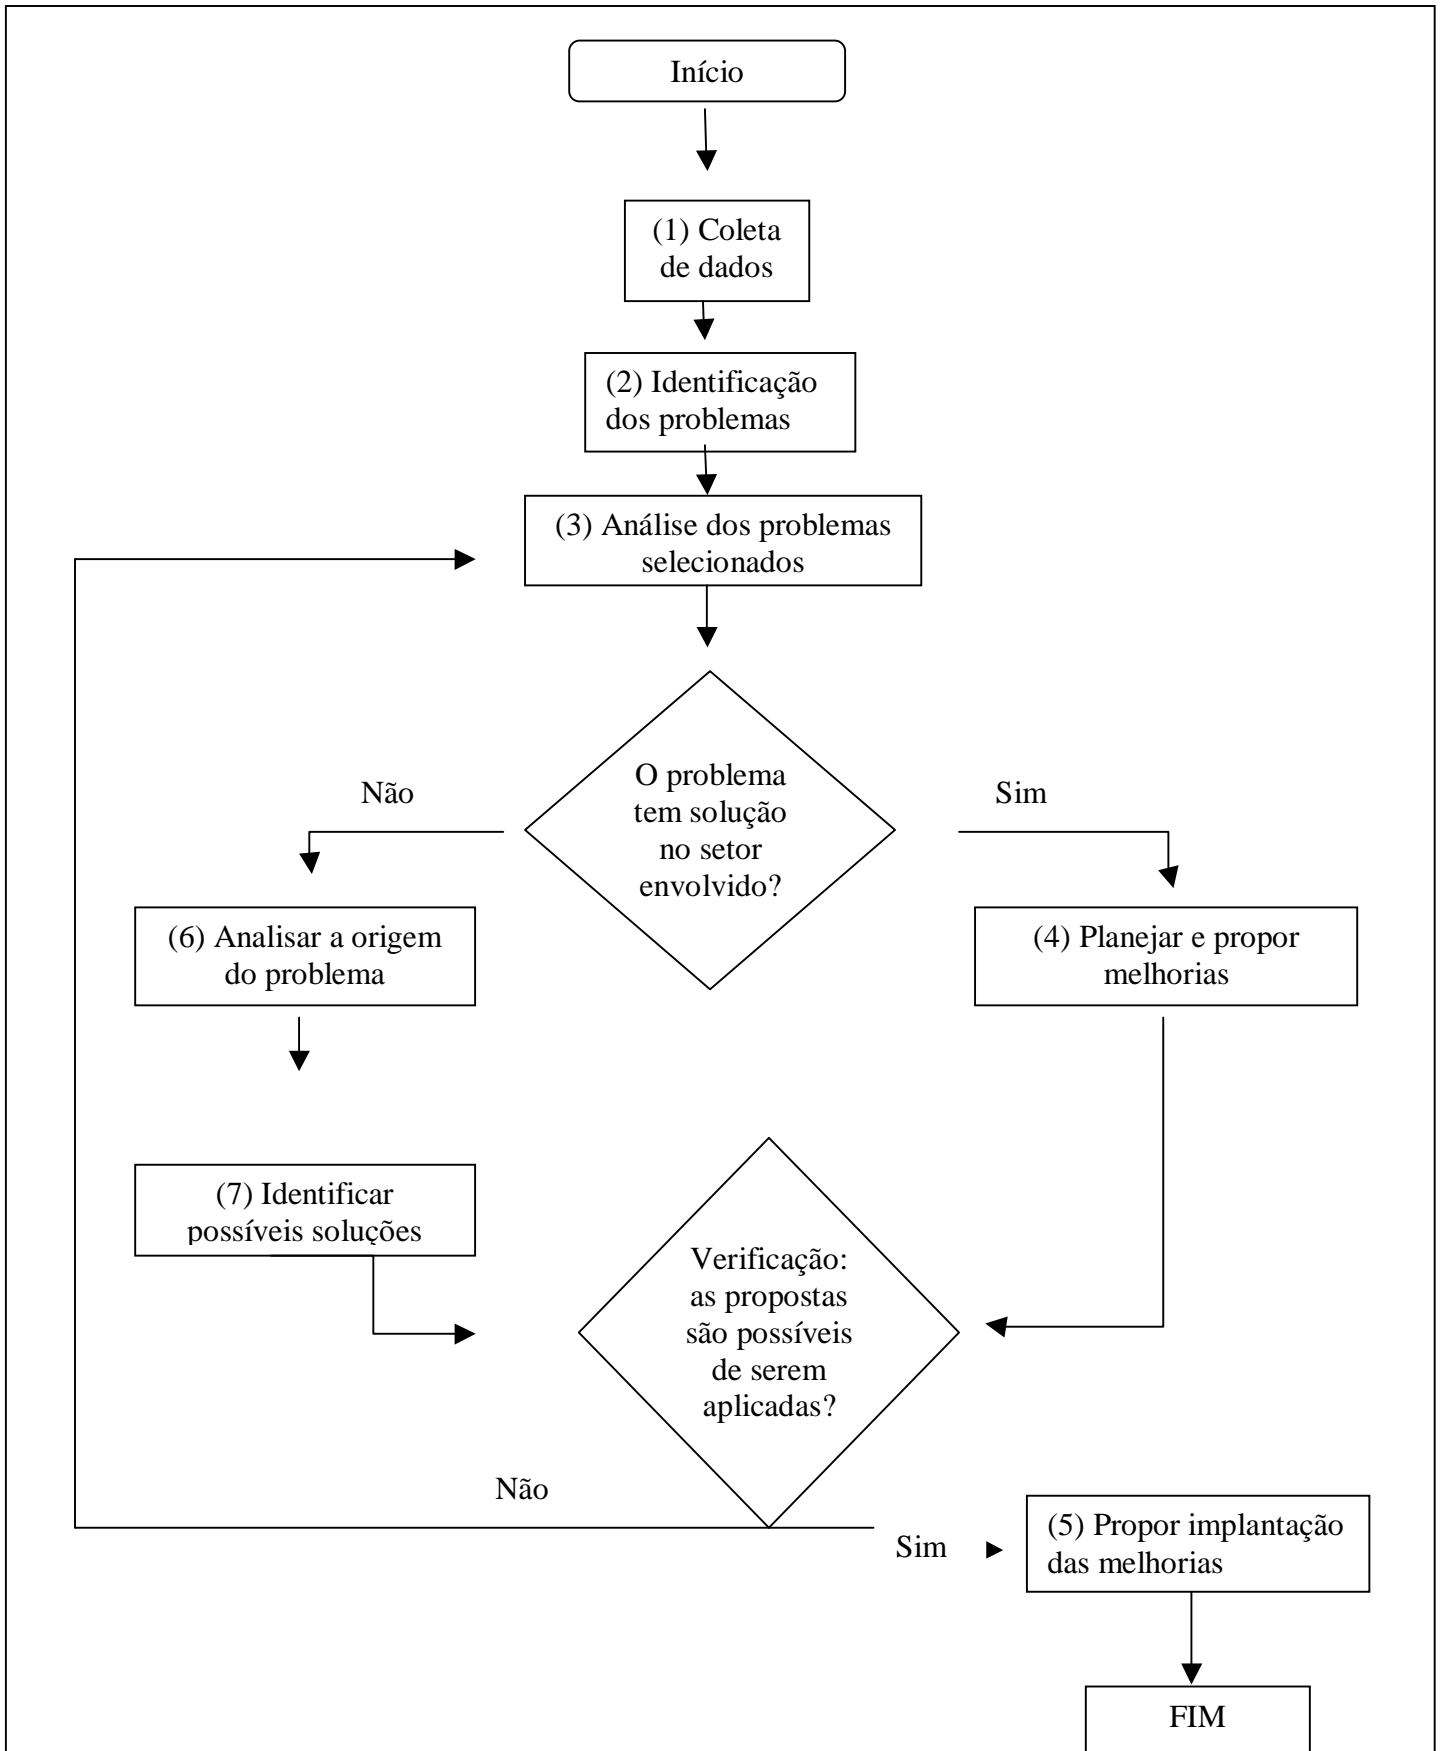 Início
(1) Coleta
de dados
(2) Identificação
dos problemas
(3) Análise dos problemas
selecionados
O problema
tem solução
no setor
envolvido?
Não
Sim
(6) Analisar a origem
do problema
(4) Planejar e propor
melhorias
(7) Identificar
possíveis soluções
Verificação:
as propostas
são possíveis
de serem
aplicadas?
Não
Sim
(5) Propor implantação
das melhorias
FIM